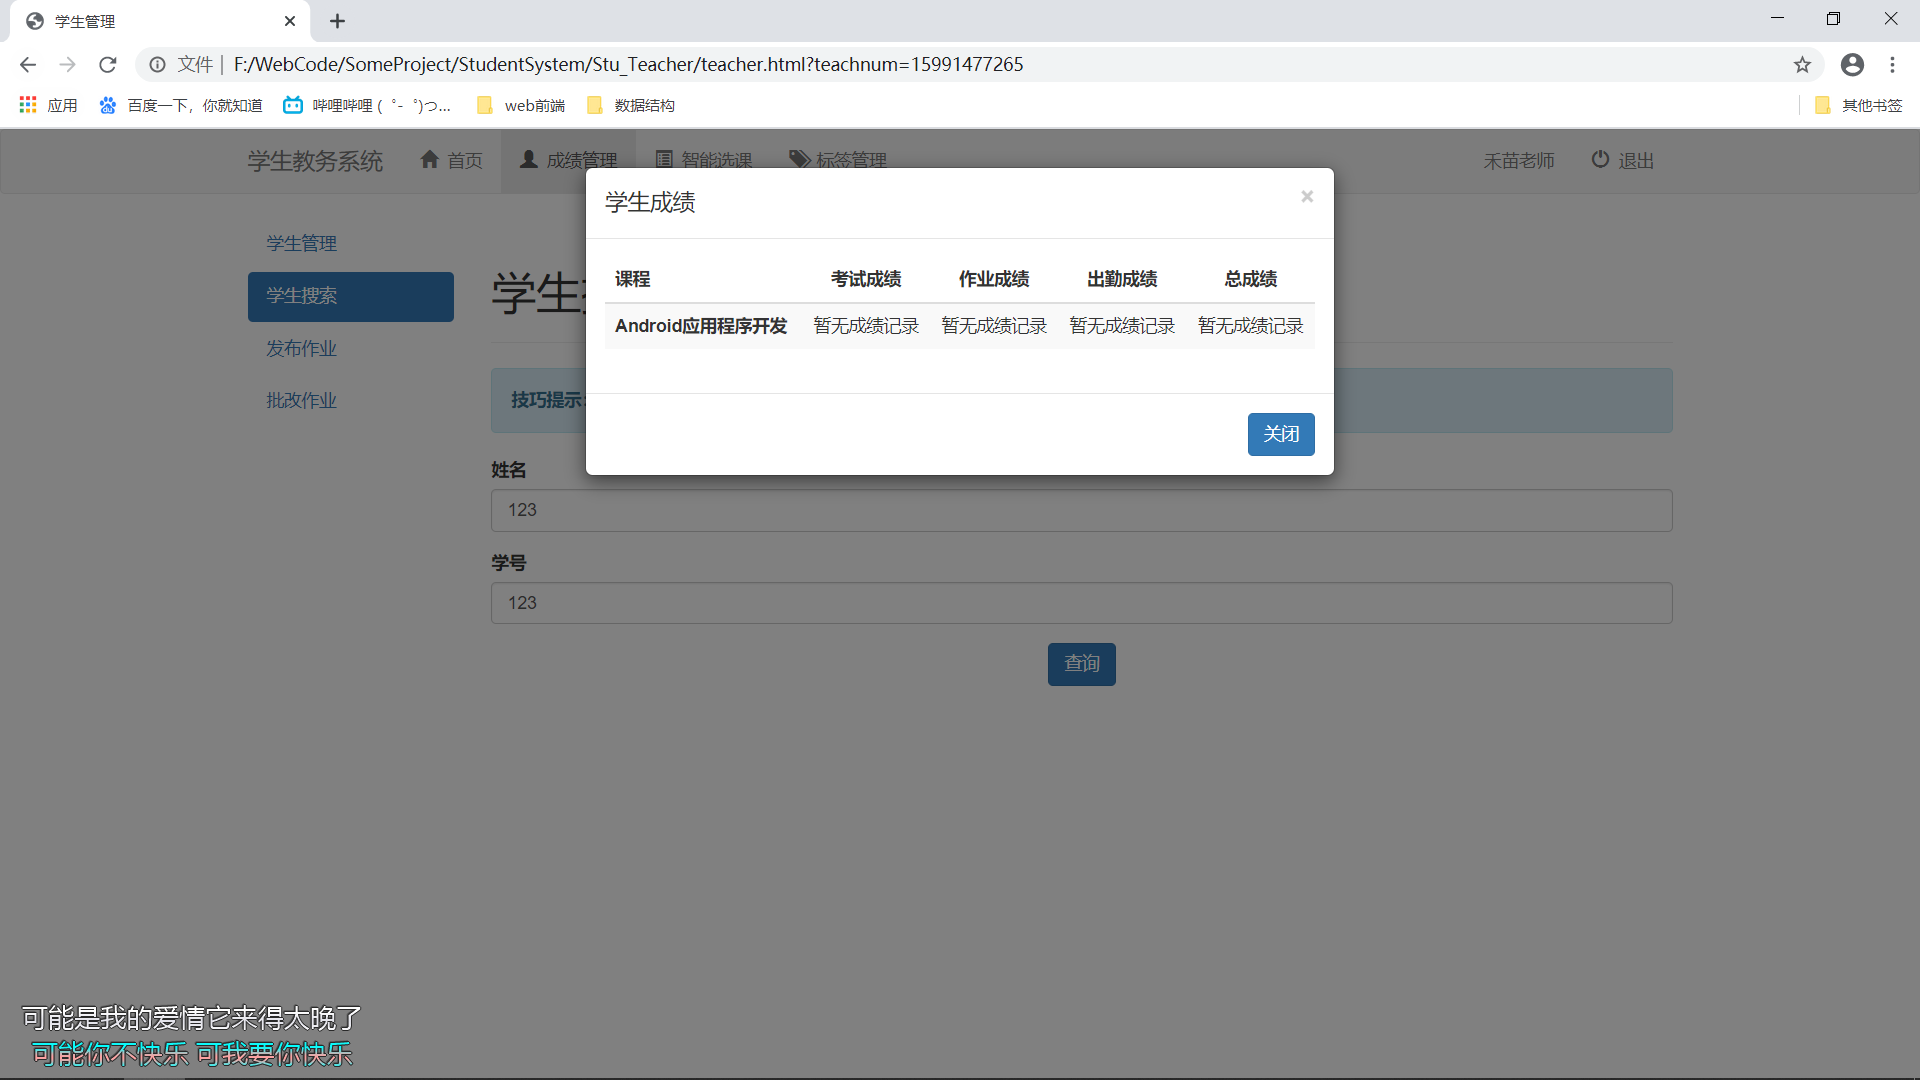 学生管理
文件 | F:/WebCode/SomeProject/StudentSystem/Stu_Teacher/teacher.html?teachnum=15991477265
应用 百度一下，你就知道 哔哩哔哩 ( ゜- ゜)つ... web前端 数据结构 其他书签
学生教务系统 首页 成绩管理 智能选课 标签管理 禾苗老师 退出
学生成绩 ×
学生管理
学生搜索
发布作业
批改作业
学生
课程 考试成绩 作业成绩 出勤成绩 总成绩
Android应用程序开发 暂无成绩记录 暂无成绩记录 暂无成绩记录 暂无成绩记录
技巧提示:
关闭
姓名
123
学号
123
查询
可能是我的爱情它来得太晚了
可能你不快乐 可我要你快乐